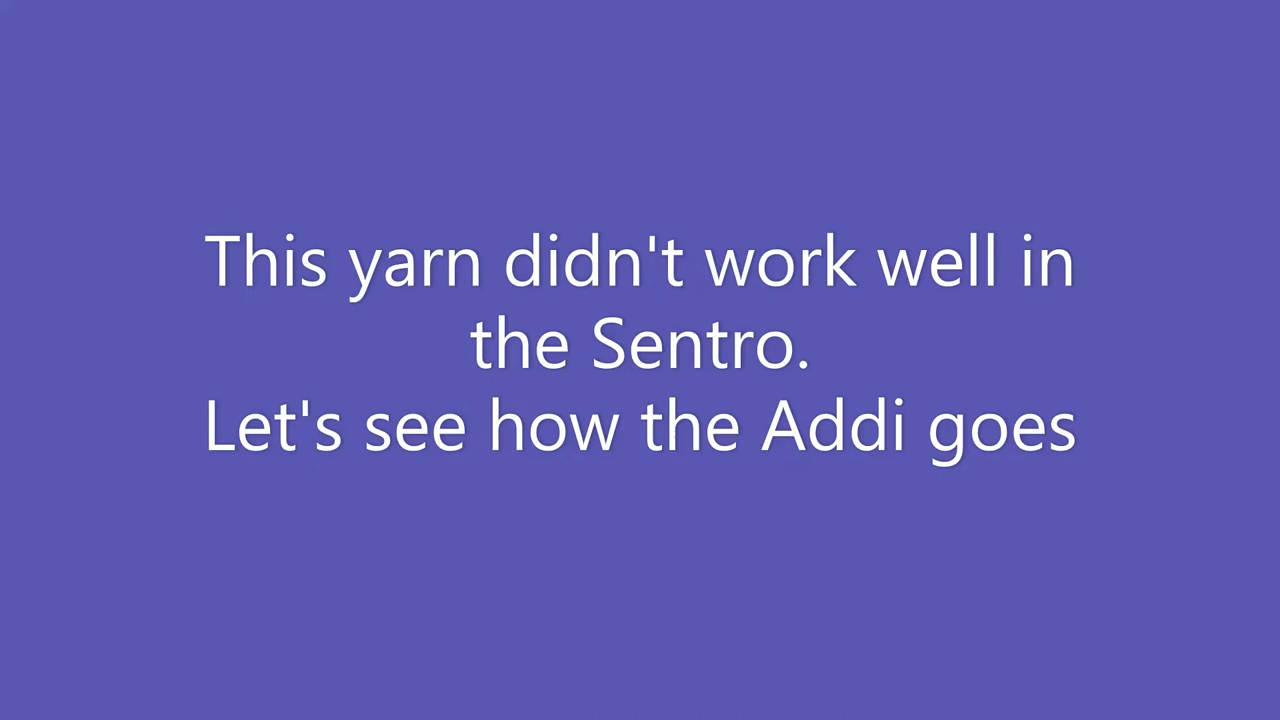 This yarn didn't work well in
the Sentro.
Let's see how the Addi goes